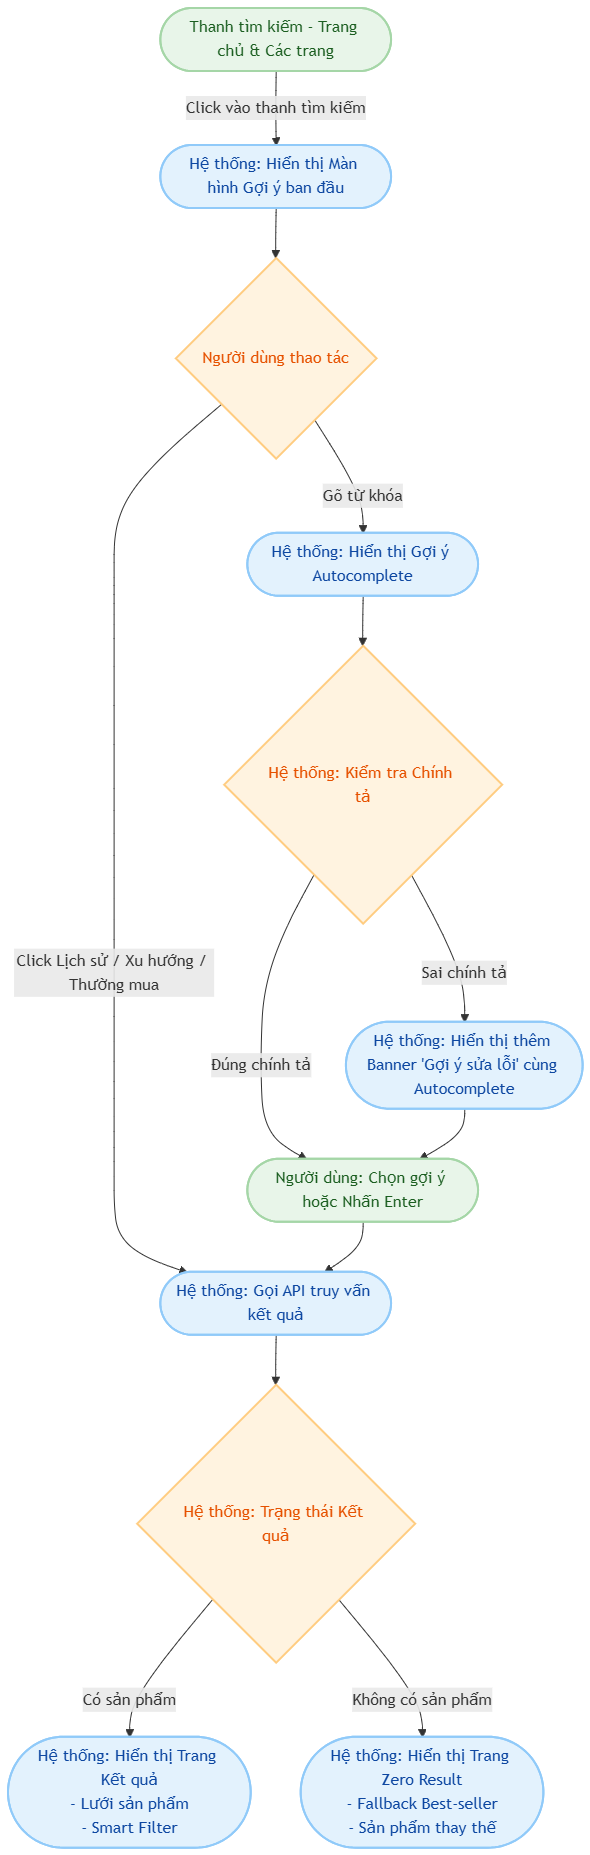 Thanh tìm kiếm - Trang
chủ & Các trang
Click vào thanh tìm kiếm
Hệ thống: Hiển thị Màn
hình Gợi ý ban đầu
Người dùng thao tác
Gõ từ khóa
Hệ thống: Hiển thị Gợi ý
Autocomplete
Hệ thống: Kiểm tra Chính
tả
Click Lịch sử / Xu hướng /
Thường mua
Sai chính tả
Hệ thống: Hiển thị thêm
Banner 'Gợi ý sửa lỗi' cùng
Autocomplete
Đúng chính tả
Người dùng: Chọn gợi ý
hoặc Nhấn Enter
Hệ thống: Gọi API truy vấn
kết quả
Hệ thống: Trạng thái Kết
quả
Có sản phẩm
Không có sản phẩm
Hệ thống: Hiển thị Trang
Kết quả
- Lưới sản phẩm
- Smart Filter
Hệ thống: Hiển thị Trang
Zero Result
- Fallback Best-seller
- Sản phẩm thay thế